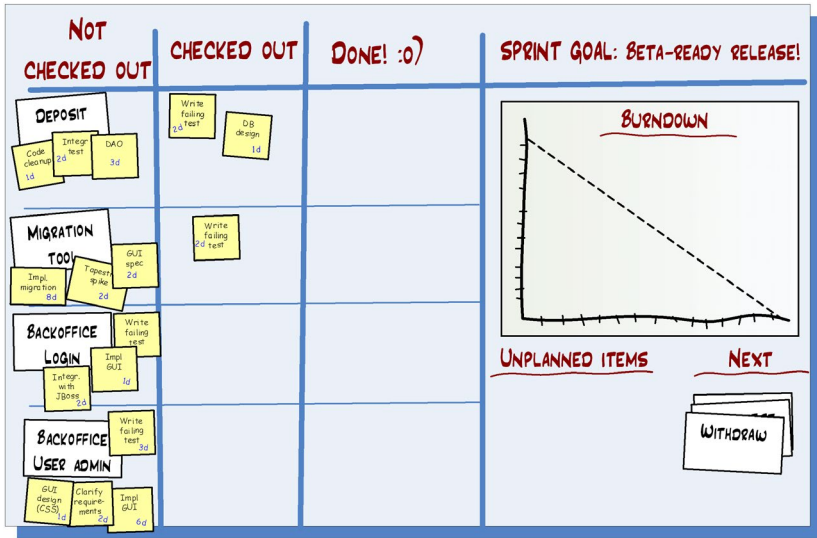 NOT
CHECKED OUT
CHECKED OUT
DONE! :o)
SPRINT GOAL: BETA-READY RELEASE!
DEPOSIT
Code
cleanup
1d
Integr
test
2d
DAO
3d
Write
failing
test
2d
DB
design
1d
MIGRATION
TOOL
Impl.
migration
8d
Tapestr
spike
2d
GUI
spec
2d
Write
failing
test
2d
BACKOFFICE
LOGIN
Write
failing
test
Impl
GUI
1d
Integr.
with
JBoss
2d
BACKOFFICE
USER ADMIN
Write
failing
test
3d
GUI
design
(CSS)
1d
Clarify
require-
ments
2d
Impl
GUI
6d
BURNDOWN
UNPLANNED ITEMS
NEXT
WITHDRAW